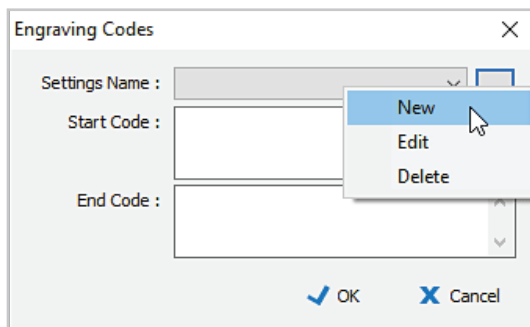 Engraving Codes
Settings Name :
New
Start Code :
Edit
Delete
End Code :
OK
Cancel